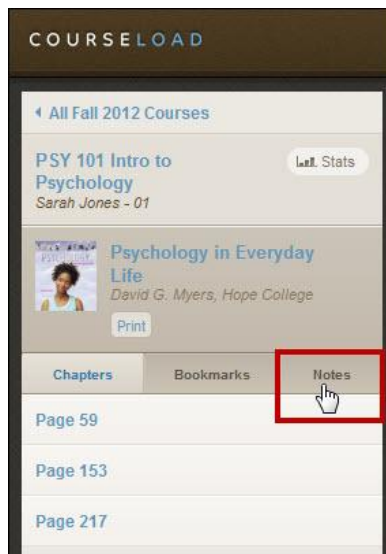 COURSELOAD
All Fall 2012 Courses
PSY 101 Intro to
Psychology
Stats
Sarah Jones - 01
PSYCHOLOGY
Psychology in Everyday
Life
David G. Myers, Hope College
Print
Chapters
Bookmarks
Notes
Page 59
Page 153
Page 217